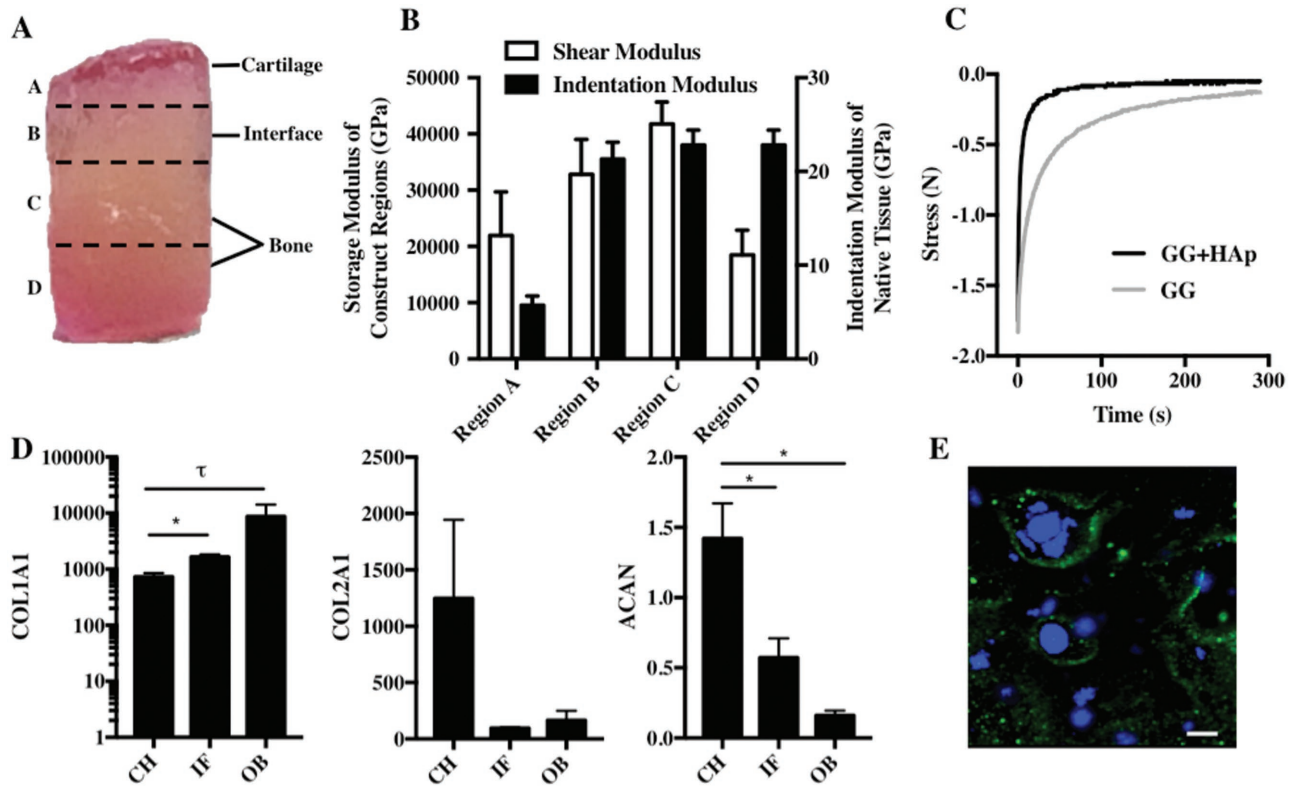 A
A
B
C
D
Cartilage
Interface
Bone
B
Shear Modulus
Indentation Modulus
Storage Modulus of
Construct Regions (GPa)
50000
40000
30000
20000
10000
0
Indentation Modulus of
Native Tissue (GPa)
30
20
10
0
Region A
Region B
Region C
Region D
C
Stress (N)
0.0
-0.5
-1.0
-1.5
-2.0
GG+HAp
GG
0
100
200
300
Time (s)
D
COL1A1
100000
10000
1000
100
10
1
τ
*
CH
IF
OB
COL2A1
2500
2000
1500
1000
500
0
CH
IF
OB
ACAN
2.0
1.5
1.0
0.5
0.0
*
*
CH
IF
OB
E